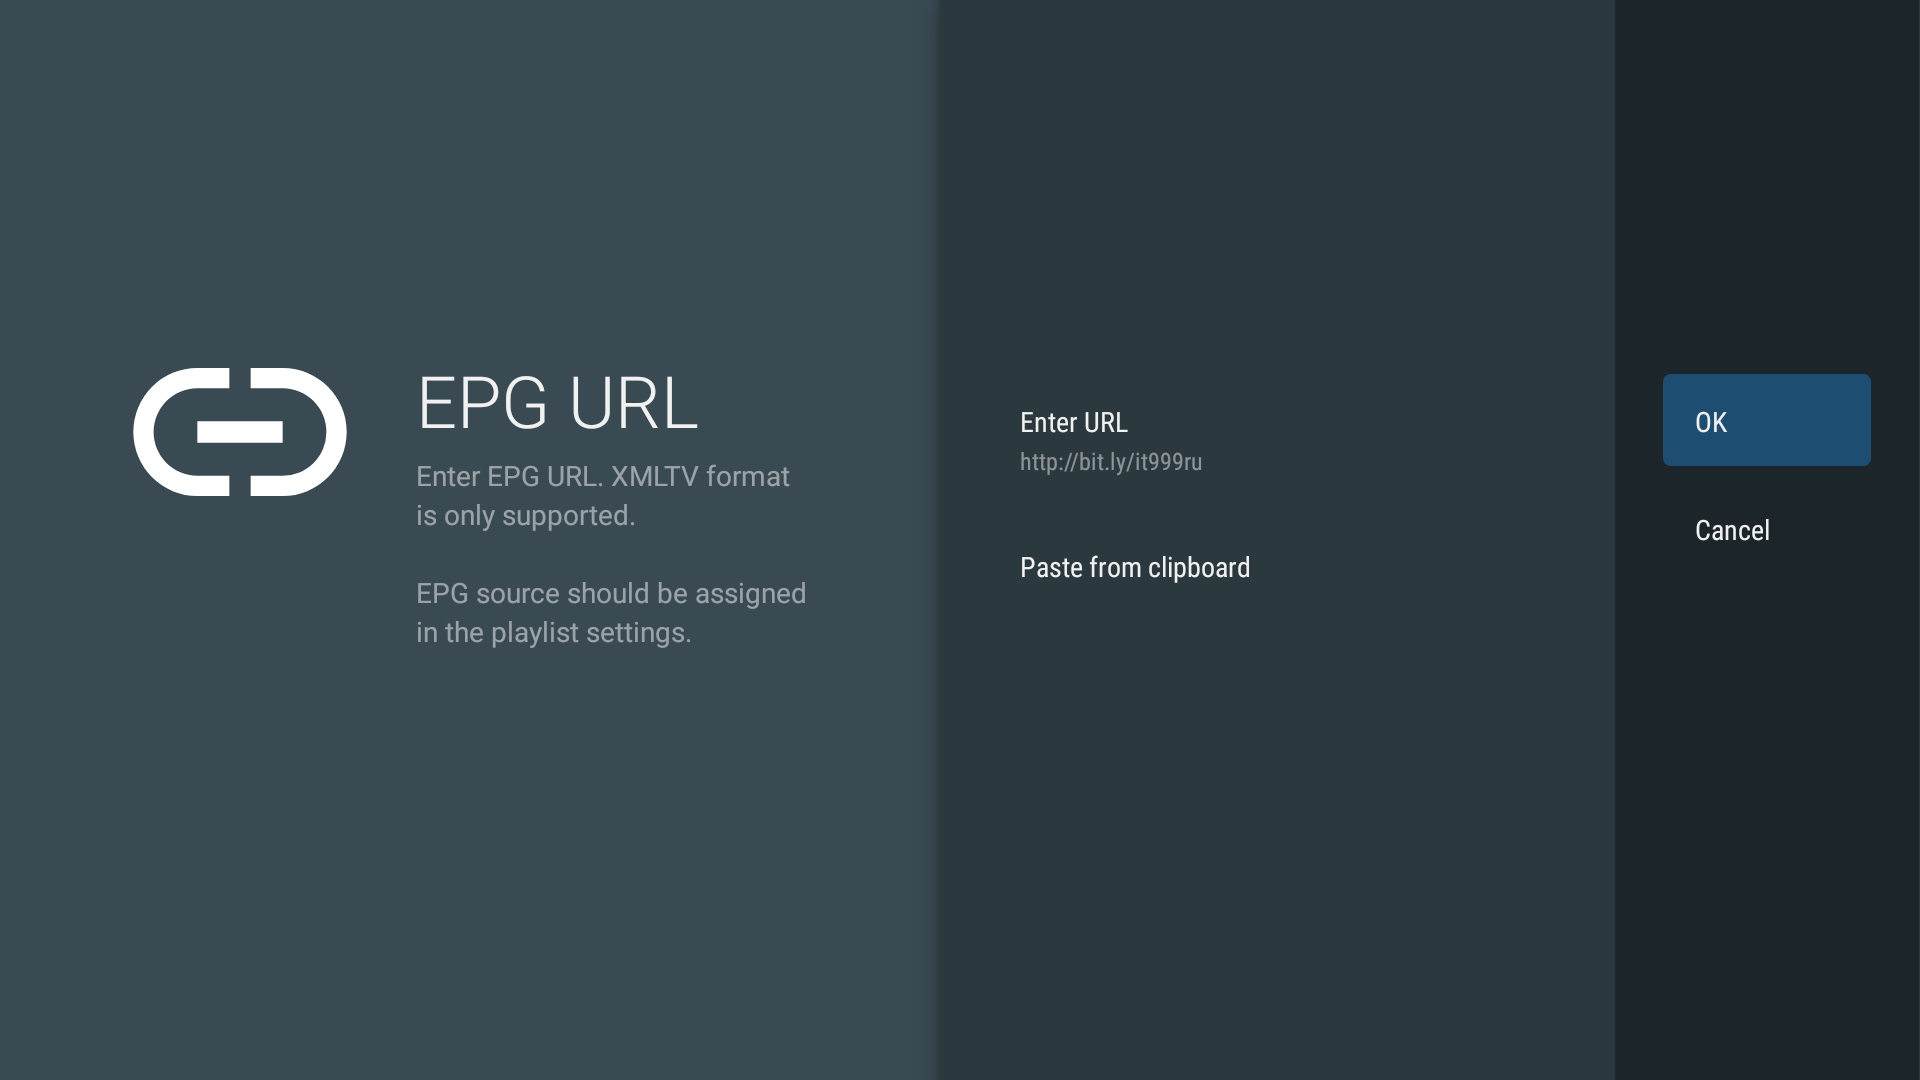 EPG URL
Enter EPG URL. XMLTV format
is only supported.
EPG source should be assigned
in the playlist settings.
Enter URL
http://bit.ly/it999ru
Paste from clipboard
OK
Cancel